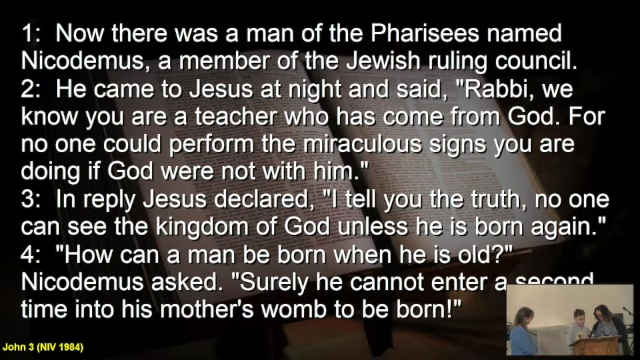 1: Now there was a man of the Pharisees named
Nicodemus, a member of the Jewish ruling council.
2: He came to Jesus at night and said, "Rabbi, we
know you are a teacher who has come from God. For
no one could perform the miraculous signs you are
doing if God were not with him."
3: In reply Jesus declared, "I tell you the truth, no one
can see the kingdom of God unless he is born again."
4: "How can a man be born when he is old?"
Nicodemus asked. "Surely he cannot enter a second
time into his mother's womb to be born!"
John 3 (NIV 1984)